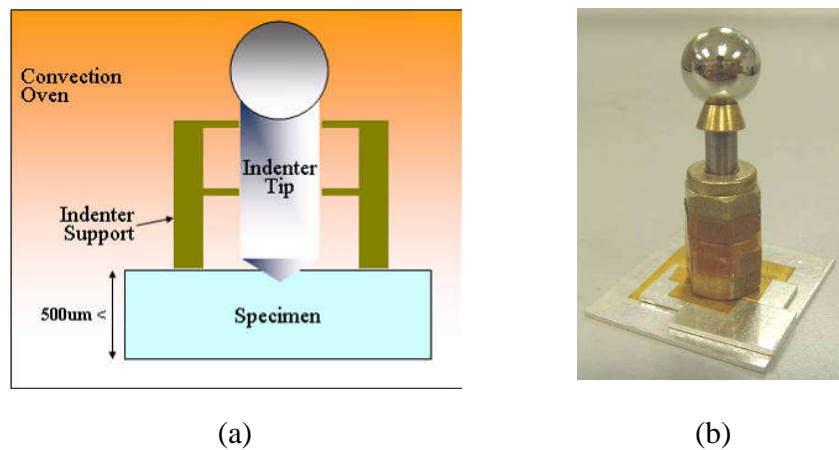 Convection
Oven
Indenter
Tip
Indenter
Support
500um <
Specimen
(a)
(b)